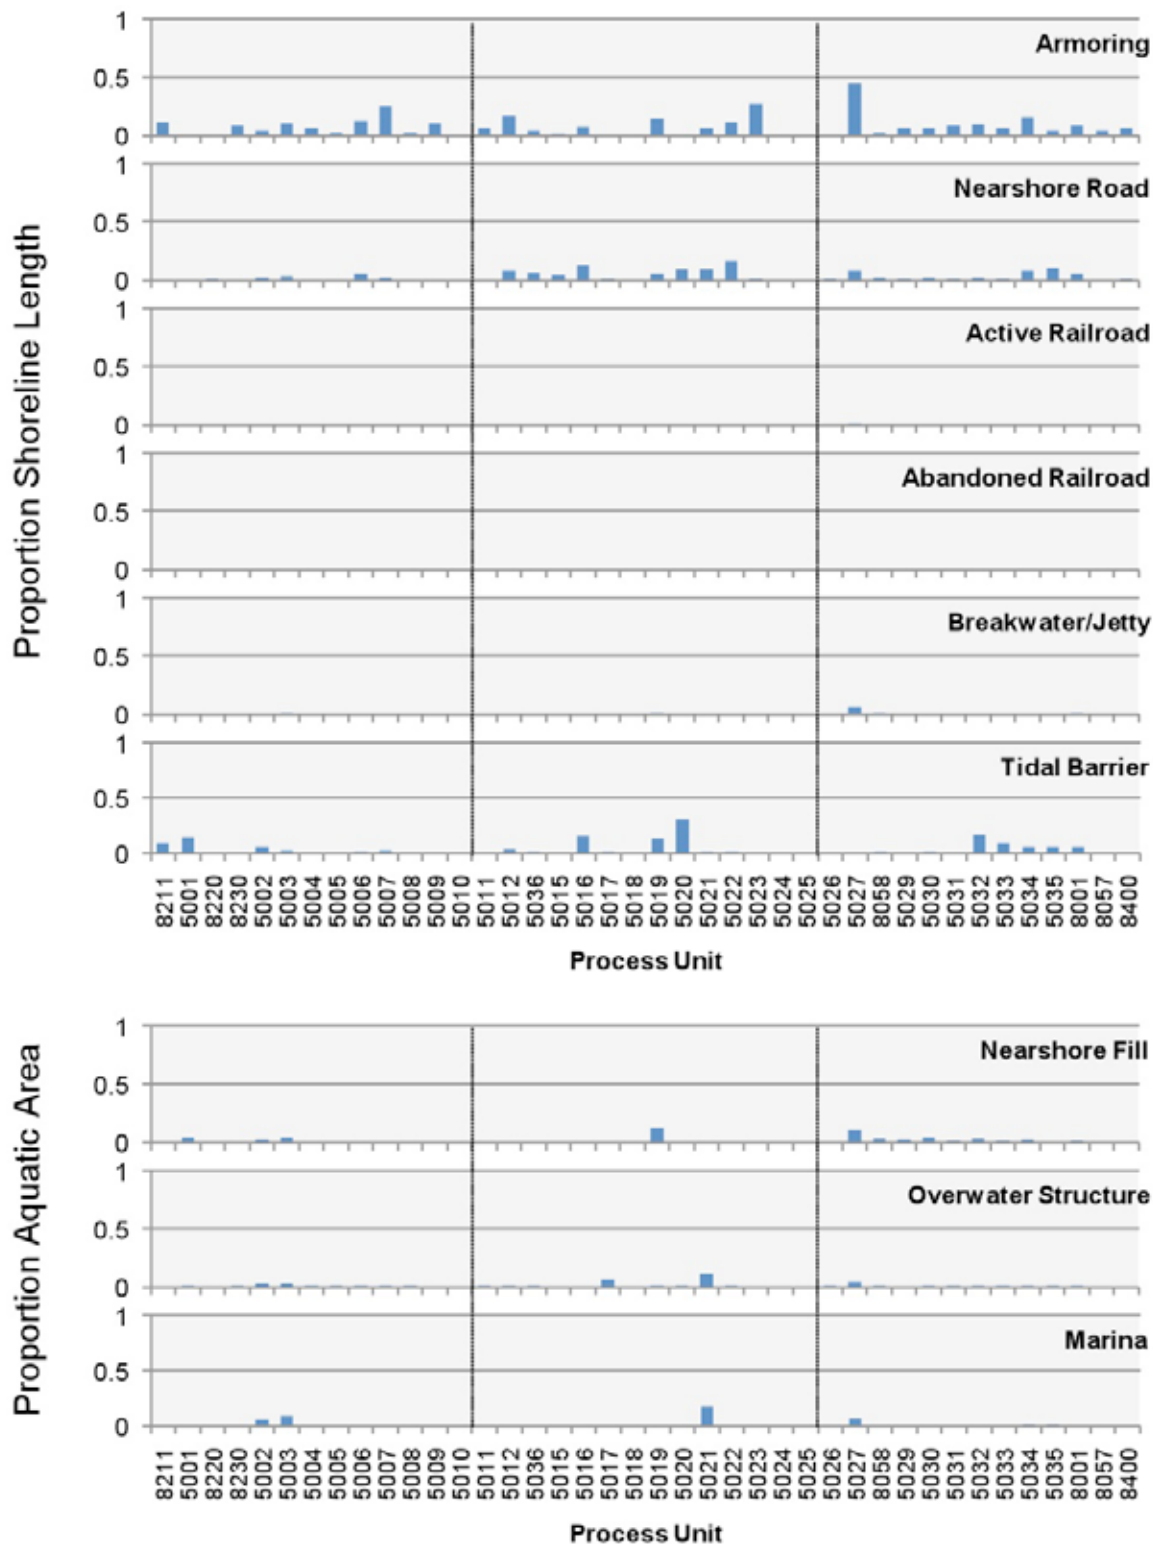 Proportion Shoreline Length
1
Armoring
0.5
0
1
Nearshore Road
0.5
0
1
Active Railroad
0.5
0
1
Abandoned Railroad
0.5
0
1
Breakwater/Jetty
0.5
0
1
Tidal Barrier
0.5
0
8211 5001 8220 8230 5002 5003 5004 5005 5006 5007 5008 5009 5010 5011 5012 5036 5015 5016 5017 5018 5019 5020 5021 5022 5023 5024 5025 5026 5027 8058 5029 5030 5031 5032 5033 5034 5035 8001 8057 8400
Process Unit
Proportion Aquatic Area
1
Nearshore Fill
0.5
0
1
Overwater Structure
0.5
0
1
Marina
0.5
0
8211 5001 8220 8230 5002 5003 5004 5005 5006 5007 5008 5009 5010 5011 5012 5036 5015 5016 5017 5018 5019 5020 5021 5022 5023 5024 5025 5026 5027 8058 5029 5030 5031 5032 5033 5034 5035 8001 8057 8400
Process Unit